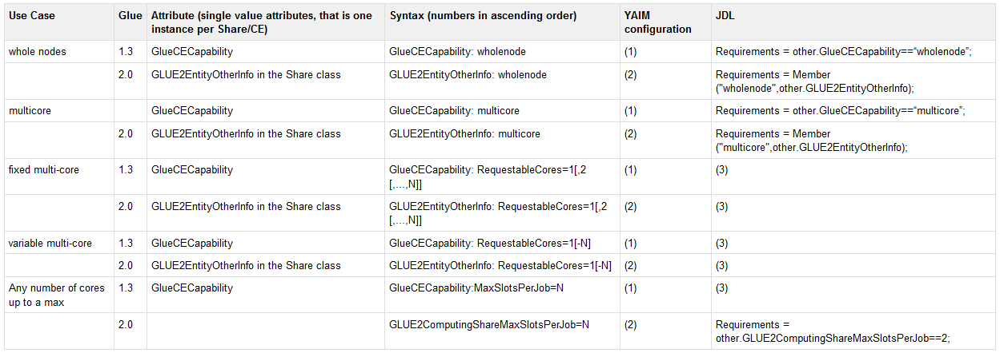 Use Case Glue Attribute (single value attributes, that is one Syntax (numbers in ascending order) YAIM JDL
instance per Share/CE) configuration
whole nodes 1.3 GlueCECapability GlueCECapability: wholenode (1) Requirements = other.GlueCECapability==“wholenode”;
2.0 GLUE2EntityOtherInfo in the Share class GLUE2EntityOtherInfo: wholenode (2) Requirements = Member
("wholenode",other.GLUE2EntityOtherInfo);
multicore GlueCECapability GlueCECapability: multicore (1) Requirements = other.GlueCECapability==“multicore”;
2.0 GLUE2EntityOtherInfo in the Share class GLUE2EntityOtherInfo: multicore (2) Requirements = Member
("multicore",other.GLUE2EntityOtherInfo);
fixed multi-core 1.3 GlueCECapability GlueCECapability: RequestableCores=1[,2 (1) (3)
[,…,N]]
2.0 GLUE2EntityOtherInfo in the Share class GLUE2EntityOtherInfo: RequestableCores=1[,2 (2) (3)
[,…,N]]
variable multi-core 1.3 GlueCECapability GlueCECapability: RequestableCores=1[-N] (1) (3)
2.0 GLUE2EntityOtherInfo in the Share class GLUE2EntityOtherInfo: RequestableCores=1[-N] (2) (3)
Any number of cores 1.3 GlueCECapability GlueCECapability:MaxSlotsPerJob=N (1) (3)
up to a max
2.0 GLUE2ComputingShareMaxSlotsPerJob=N (2) Requirements =
other.GLUE2ComputingShareMaxSlotsPerJob==2;